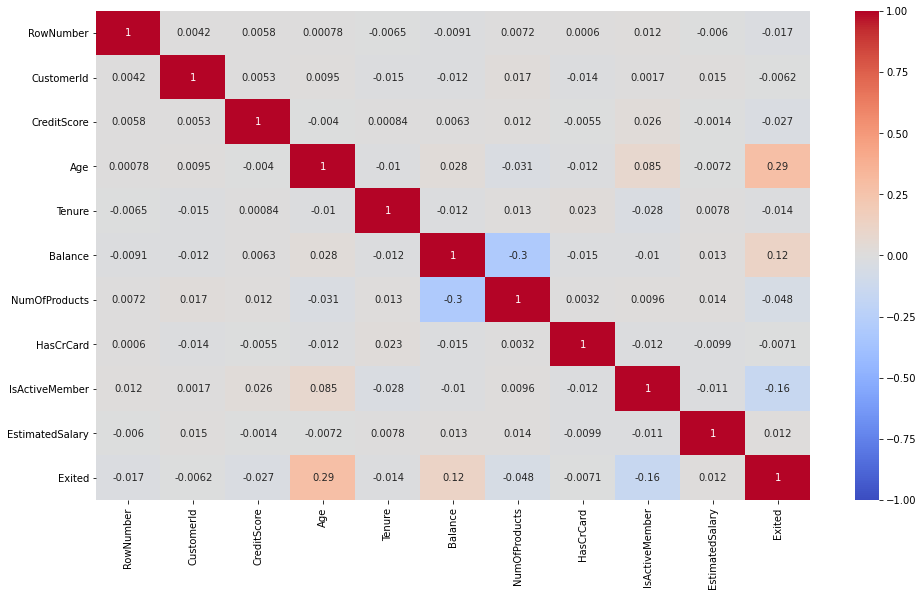 RowNumber 1 0.0042 0.0058 0.00078 -0.0065 -0.0091 0.0072 0.0006 0.012 -0.006 -0.017
CustomerId 0.0042 1 0.0053 0.0095 -0.015 -0.012 0.017 -0.014 0.0017 0.015 -0.0062
CreditScore 0.0058 0.0053 1 -0.004 0.00084 0.0063 0.012 -0.0055 0.026 -0.0014 -0.027
Age 0.00078 0.0095 -0.004 1 -0.01 0.028 -0.031 -0.012 0.085 -0.0072 0.29
Tenure -0.0065 -0.015 0.00084 -0.01 1 -0.012 0.013 0.023 -0.028 0.0078 -0.014
Balance -0.0091 -0.012 0.0063 0.028 -0.012 1 -0.3 -0.015 -0.01 0.013 0.12
NumOfProducts 0.0072 0.017 0.012 -0.031 0.013 -0.3 1 0.0032 0.0096 0.014 -0.048
HasCrCard 0.0006 -0.014 -0.0055 -0.012 0.023 -0.015 0.0032 1 -0.012 -0.0099 -0.0071
IsActiveMember 0.012 0.0017 0.026 0.085 -0.028 -0.01 0.0096 -0.012 1 -0.011 -0.16
EstimatedSalary -0.006 0.015 -0.0014 -0.0072 0.0078 0.013 0.014 -0.0099 -0.011 1 0.012
Exited -0.017 -0.0062 -0.027 0.29 -0.014 0.12 -0.048 -0.0071 -0.16 0.012 1
RowNumber
CustomerId
CreditScore
Age
Tenure
Balance
NumOfProducts
HasCrCard
IsActiveMember
EstimatedSalary
Exited
1.00
0.75
0.50
0.25
0.00
−0.25
−0.50
−0.75
−1.00